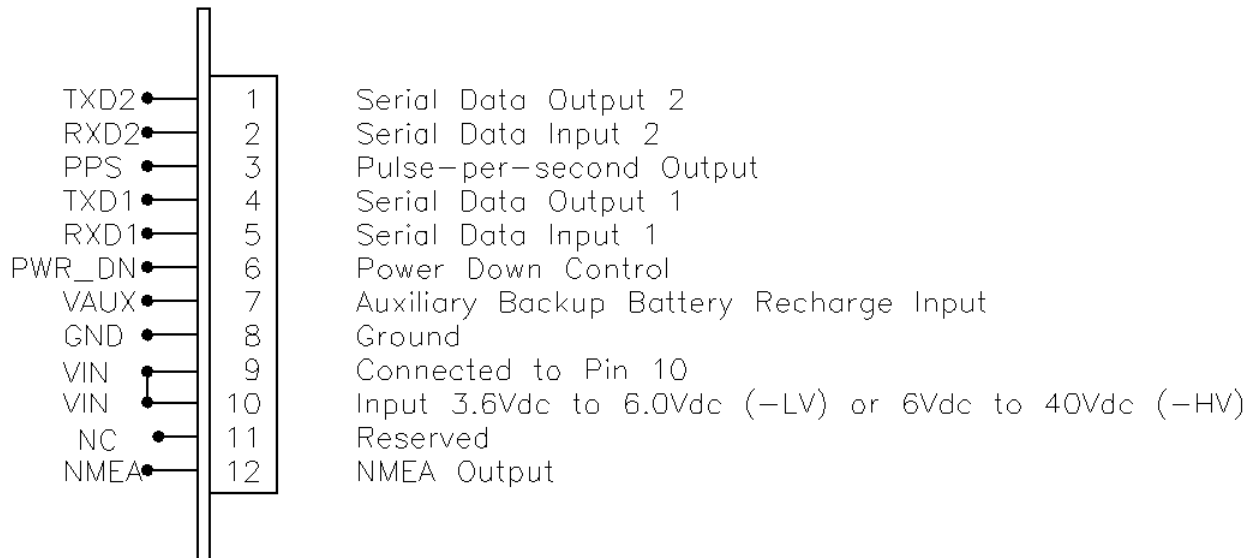 TXD2 1 Serial Data Output 2
RXD2 2 Serial Data Input 2
PPS 3 Pulse-per-second Output
TXD1 4 Serial Data Output 1
RXD1 5 Serial Data Input 1
PWR_DN 6 Power Down Control
VAUX 7 Auxiliary Backup Battery Recharge Input
GND 8 Ground
VIN 9 Connected to Pin 10
VIN 10 Input 3.6Vdc to 6.0Vdc (-LV) or 6Vdc to 40Vdc (-HV)
NC 11 Reserved
NMEA 12 NMEA Output